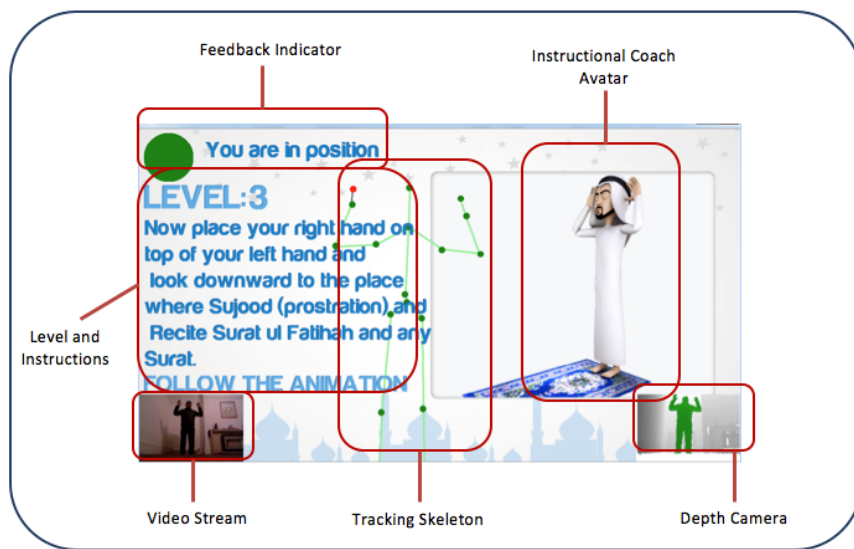 Feedback Indicator
Instructional Coach
Avatar
You are in position
LEVEL:3
Now place your right hand on
top of your left hand and
look downward to the place
where Sujood (prostration),and
Recite Surat ul Fatihah and any
Surat.
FOLLOW THE ANIMATION
Level and
Instructions
Video Stream
Tracking Skeleton
Depth Camera